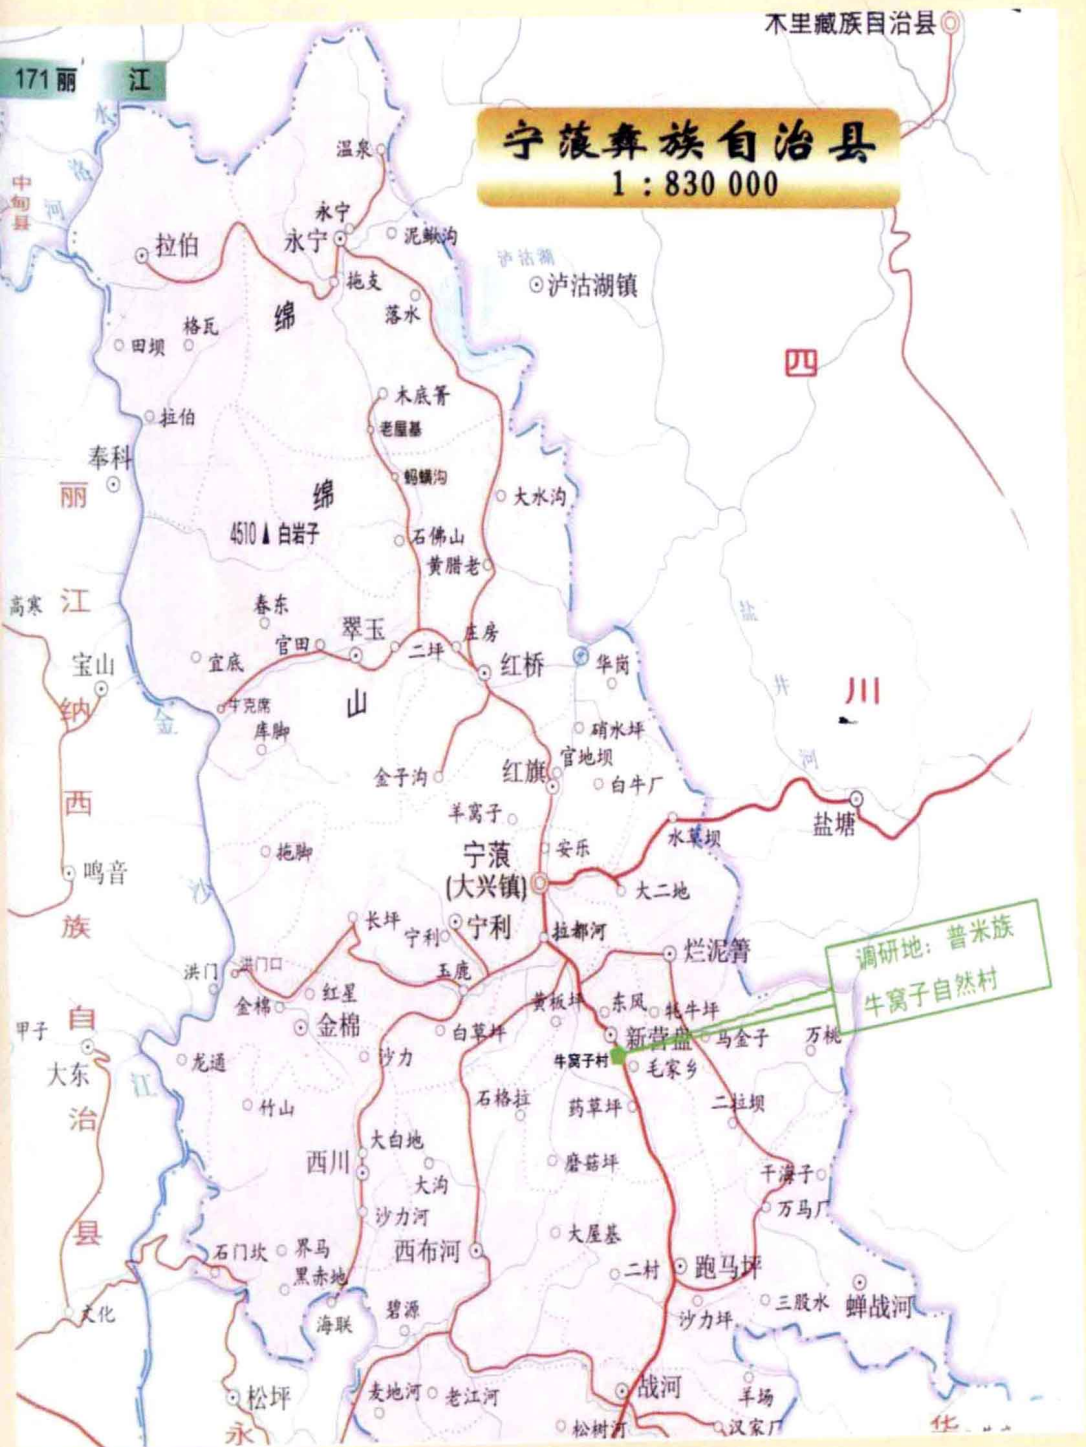 木里藏族自治县
171 丽 江
宁蒗彝族自治县
1：830 000
水
洛
河
中甸县
温泉
永宁
永宁
泥鳅沟
拉伯
泸沽湖
泸沽湖镇
拖支
落水
绵
格瓦
田坝
四
木底箐
拉伯
老屋基
奉科
蚂蟥沟
丽
绵
大水沟
4510 白岩子
石佛山
黄腊老
高寒
江
春东
盐
翠玉
官田
二坪
庄房
宝山
宜底
红桥
华岗
纳
金
牛克席
山
井
川
库脚
硝水坪
河
官地坝
红旗
金子沟
白牛厂
西
羊窝子
盐塘
水草坝
安乐
宁蒗
(大兴镇)
拖脚
鸣音
沙
大二地
族
长坪
宁利
宁利
拉都河
烂泥箐
调研地：普米族
牛窝子自然村
洪门
洪门口
玉鹿
红星
金棉
黄板坪
东风
牦牛坪
自
甲子
金棉
白草坪
新营盘
马金子
万桃
龙通
沙力
牛窝子村
毛家乡
大东
江
竹山
石格拉
药草坪
二拉坝
治
大白地
西川
磨菇坪
干海子
大沟
万马厂
沙力河
县
石门坎
界马
西布河
大屋基
黑赤地
二村
跑马坪
文化
海联
碧源
沙力坪
三股水
蝉战河
松坪
麦地河
老江河
战河
羊场
永
松树河
汉家厂
华